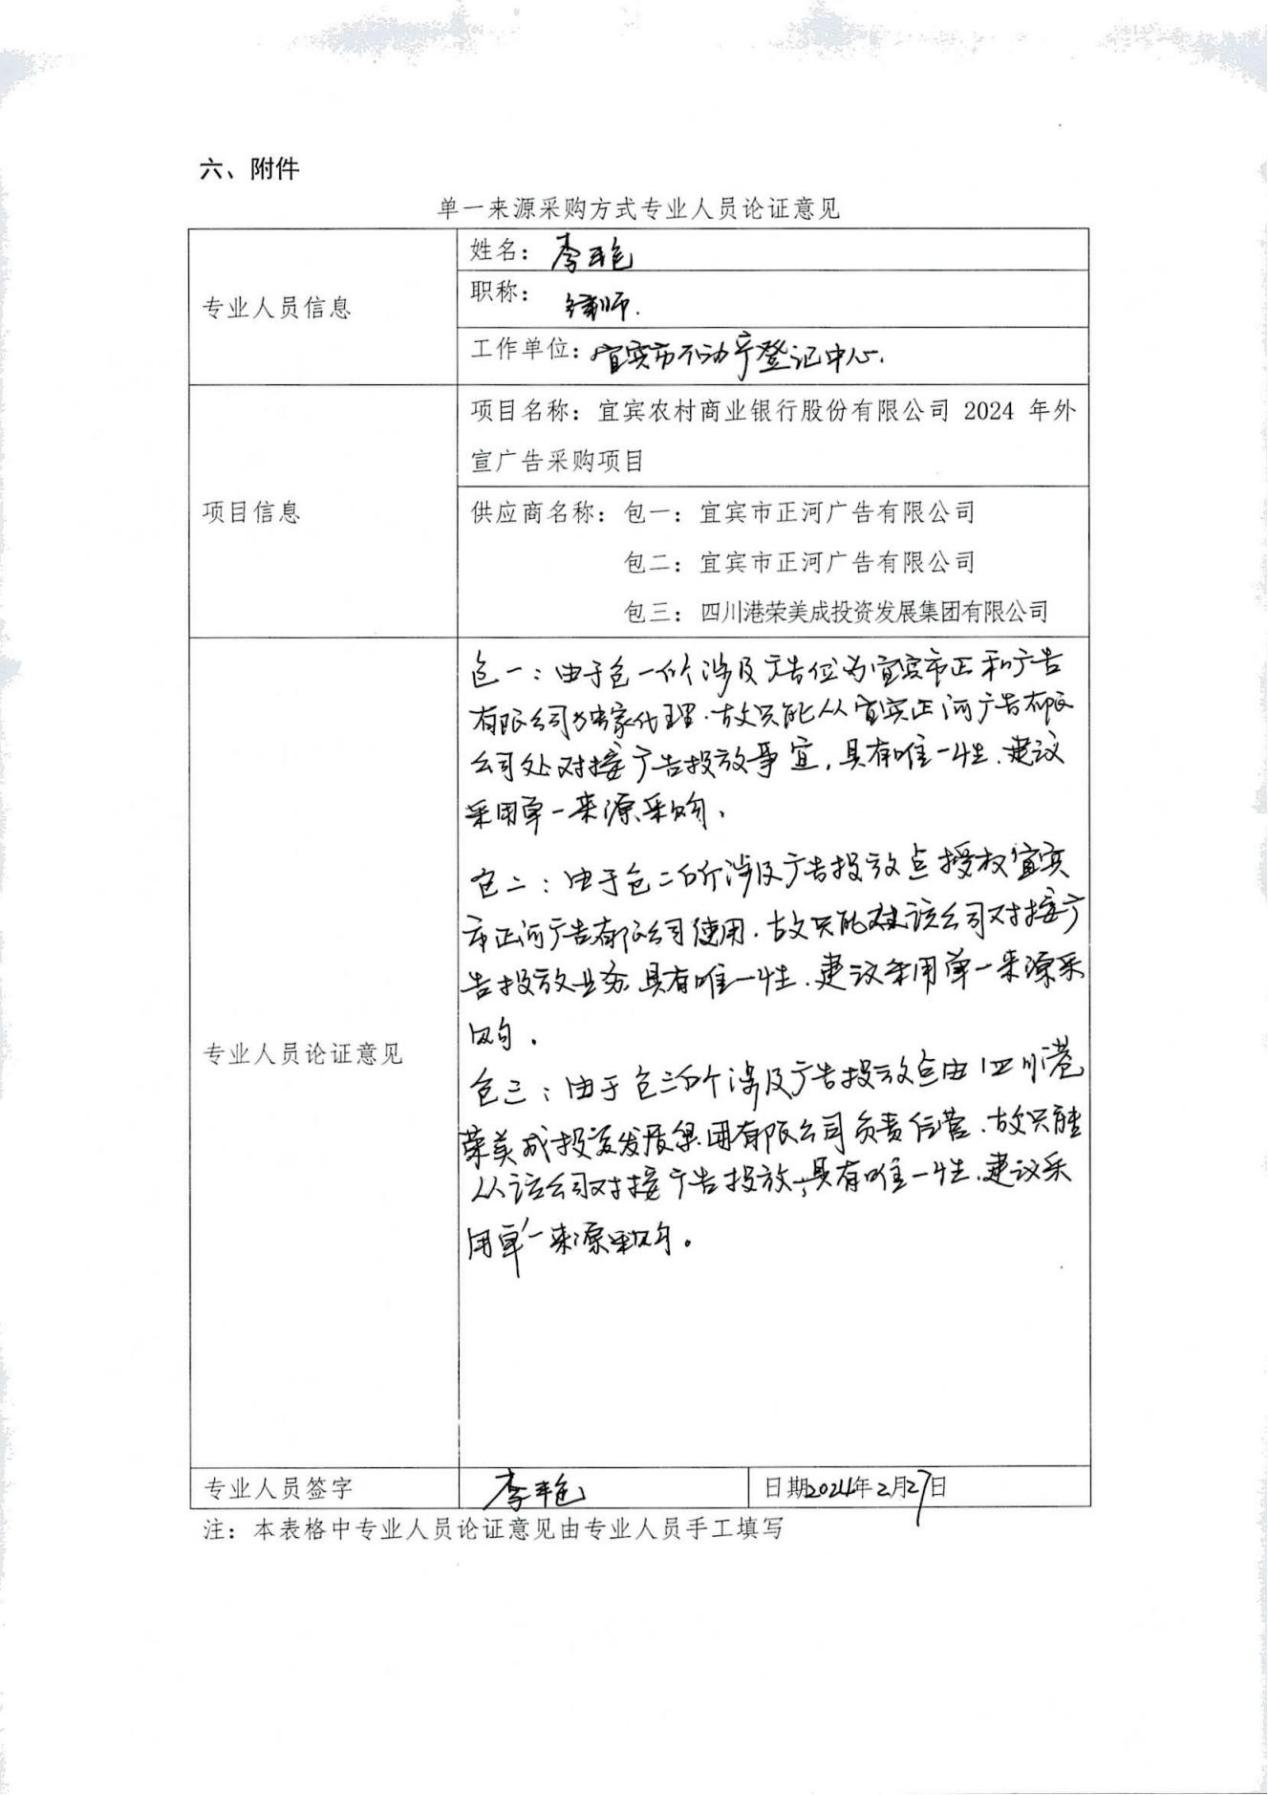 六、附件
单一来源采购方式专业人员论证意见
专业人员信息
姓名：李艳
职称：律师.
工作单位：宜宾市不动产登记中心.
项目信息
项目名称：宜宾农村商业银行股份有限公司 2024 年外
宣广告采购项目
供应商名称：包一：宜宾市正河广告有限公司
包二：宜宾市正河广告有限公司
包三：四川港荣美成投资发展集团有限公司
专业人员论证意见
包一：由于包一所涉及广告位为宜宾市正和广告
有限公司独家代理.故只能从宜宾正河广告有限
公司处对接广告投放事宜，具有唯一性.建议
采用单一来源采购.
包二：由于包二所涉及广告投放点授权宜宾
市正河广告有限公司使用.故只能在该公司对接广
告投放业务.具有唯一性.建议采用单一来源采
购.
包三：由于包三所涉及广告投放点由四川港
荣美成投资发展集团有限公司负责运营.故只能
从该公司对接广告投放,具有唯一性.建议采
用单一来源采购。
专业人员签字
李艳
日期2024年2月27日
注：本表格中专业人员论证意见由专业人员手工填写